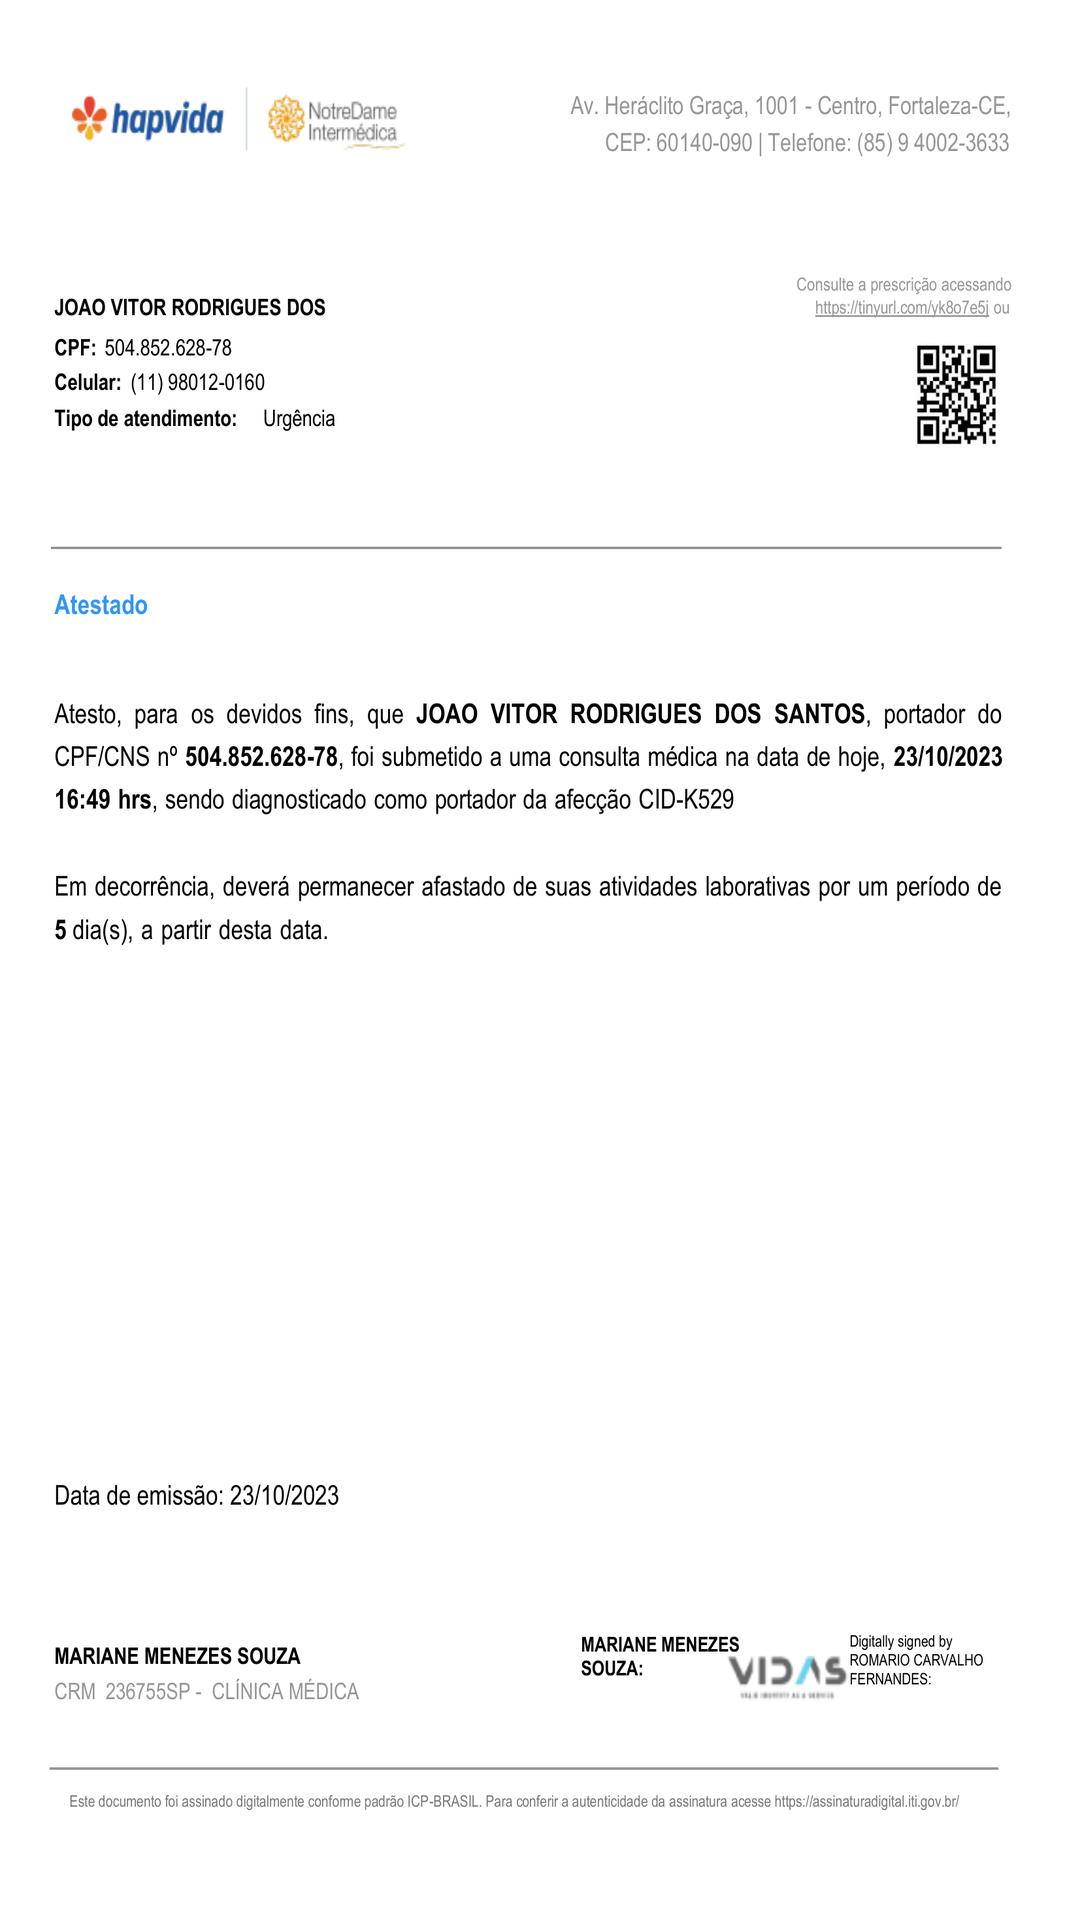 hapvida
NotreDame
Intermédica
Av. Heráclito Graça, 1001 - Centro, Fortaleza-CE,
CEP: 60140-090 | Telefone: (85) 9 4002-3633
Consulte a prescrição acessando
https://tinyurl.com/yk8o7e5j ou
JOAO VITOR RODRIGUES DOS
CPF: 504.852.628-78
Celular: (11) 98012-0160
Tipo de atendimento: Urgência
Atestado
Atesto, para os devidos fins, que JOAO VITOR RODRIGUES DOS SANTOS, portador do
CPF/CNS nº 504.852.628-78, foi submetido a uma consulta médica na data de hoje, 23/10/2023
16:49 hrs, sendo diagnosticado como portador da afecção CID-K529
Em decorrência, deverá permanecer afastado de suas atividades laborativas por um período de
5 dia(s), a partir desta data.
Data de emissão: 23/10/2023
MARIANE MENEZES SOUZA
CRM 236755SP - CLÍNICA MÉDICA
MARIANE MENEZES
SOUZA:
VIDAS
Digitally signed by
ROMARIO CARVALHO
FERNANDES:
Este documento foi assinado digitalmente conforme padrão ICP-BRASIL. Para conferir a autenticidade da assinatura acesse https://assinaturadigital.iti.gov.br/